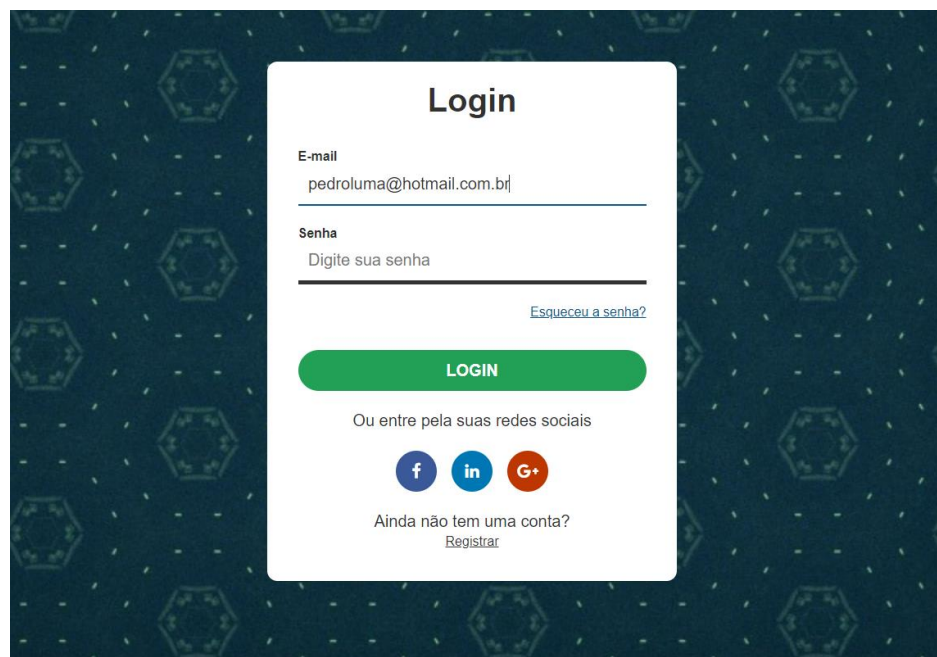 Login
E-mail
pedroluma@hotmail.com.br
Senha
Digite sua senha
Esqueceu a senha?
LOGIN
Ou entre pela suas redes sociais
f in G+
Ainda não tem uma conta?
Registrar